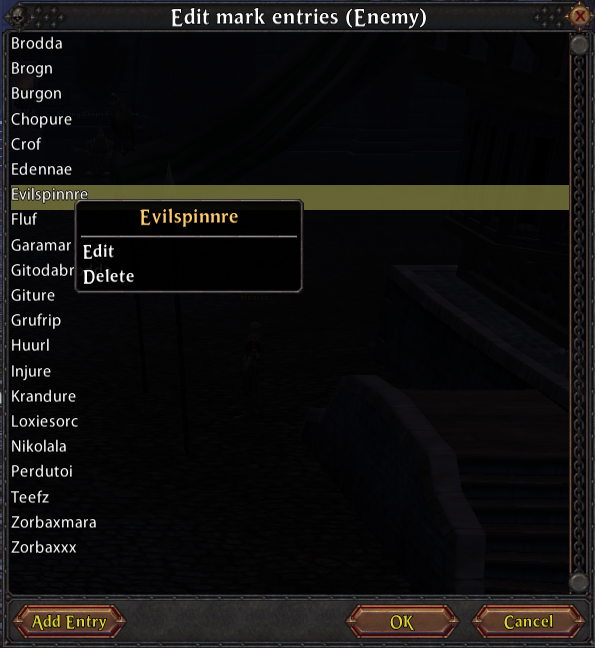 Edit mark entries (Enemy)
Brodda
Brogn
Burgon
Chopure
Crof
Edennae
Evilspinnre
Evilspinnre
Edit
Delete
Fluf
Garamar
Gitodabr
Giture
Grufrip
Huurl
Injure
Krandure
Loxiesorc
Nikolala
Perdutoi
Teefz
Zorbaxmara
Zorbaxxx
Add Entry
OK
Cancel